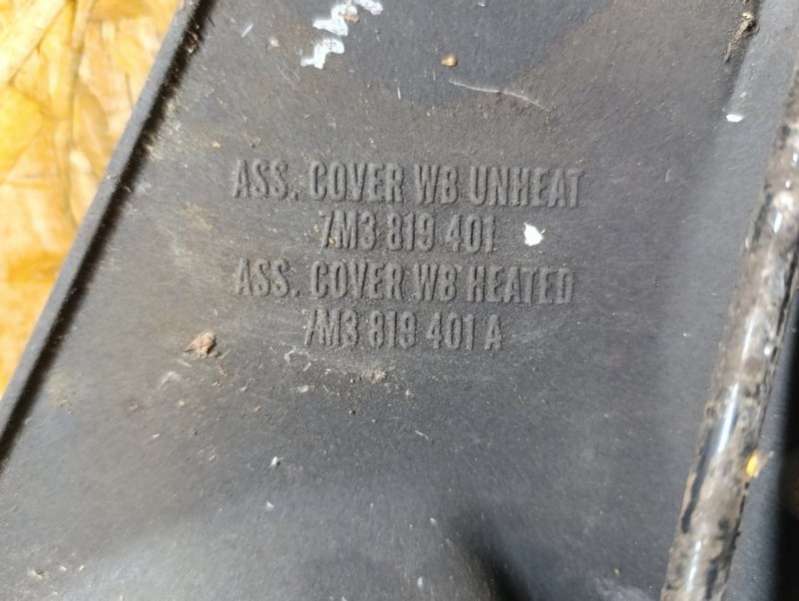 ASS. COVER WB UNHEAT
7M3 819 401
ASS. COVER WB HEATED
7M3 819 401 A